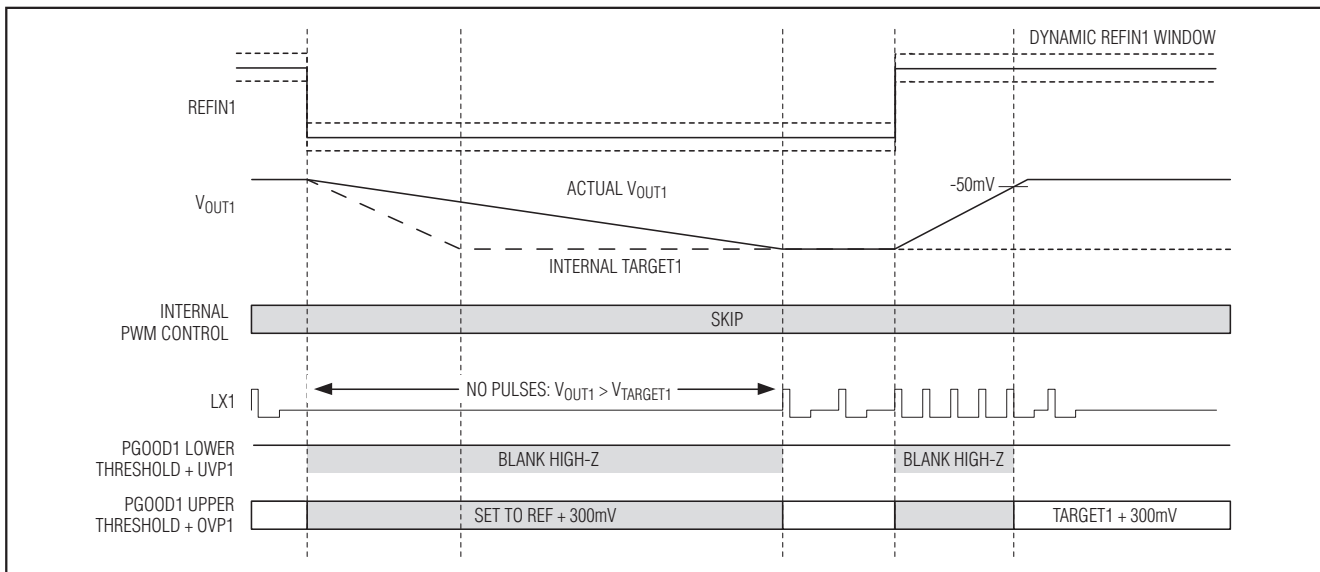 DYNAMIC REFIN1 WINDOW
REFIN1
VOUT1
ACTUAL VOUT1
-50mV
INTERNAL TARGET1
INTERNAL
PWM CONTROL
SKIP
LX1
NO PULSES: VOUT1 > VTARGET1
PGOOD1 LOWER
THRESHOLD + UVP1
BLANK HIGH-Z
BLANK HIGH-Z
PGOOD1 UPPER
THRESHOLD + OVP1
SET TO REF + 300mV
TARGET1 + 300mV